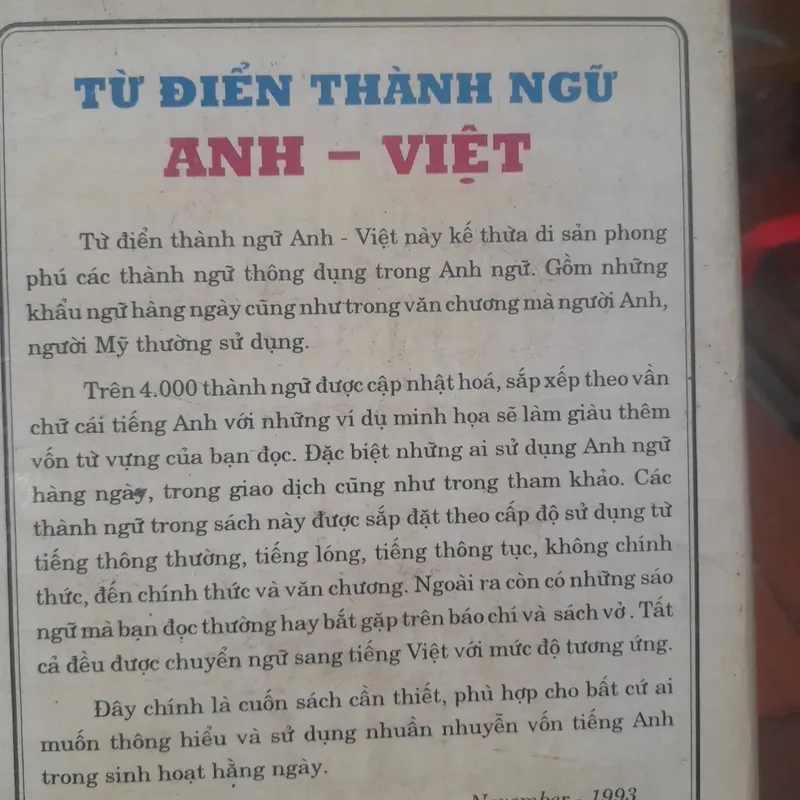 TỪ ĐIỂN THÀNH NGỮ
ANH – VIỆT
Từ điển thành ngữ Anh - Việt này kế thừa di sản phong
phú các thành ngữ thông dụng trong Anh ngữ. Gồm những
khẩu ngữ hàng ngày cũng như trong văn chương mà người Anh,
người Mỹ thường sử dụng.
Trên 4.000 thành ngữ được cập nhật hoá, sắp xếp theo vần
chữ cái tiếng Anh với những ví dụ minh họa sẽ làm giàu thêm
vốn từ vựng của bạn đọc. Đặc biệt những ai sử dụng Anh ngữ
hàng ngày, trong giao dịch cũng như trong tham khảo. Các
thành ngữ trong sách này được sắp đặt theo cấp độ sử dụng từ
tiếng thông thường, tiếng lóng, tiếng thông tục, không chính
thức, đến chính thức và văn chương. Ngoài ra còn có những sáo
ngữ mà bạn đọc thường hay bắt gặp trên báo chí và sách vở. Tất
cả đều được chuyển ngữ sang tiếng Việt với mức độ tương ứng.
Đây chính là cuốn sách cần thiết, phù hợp cho bất cứ ai
muốn thông hiểu và sử dụng nhuần nhuyễn vốn tiếng Anh
trong sinh hoạt hằng ngày.
November - 1993